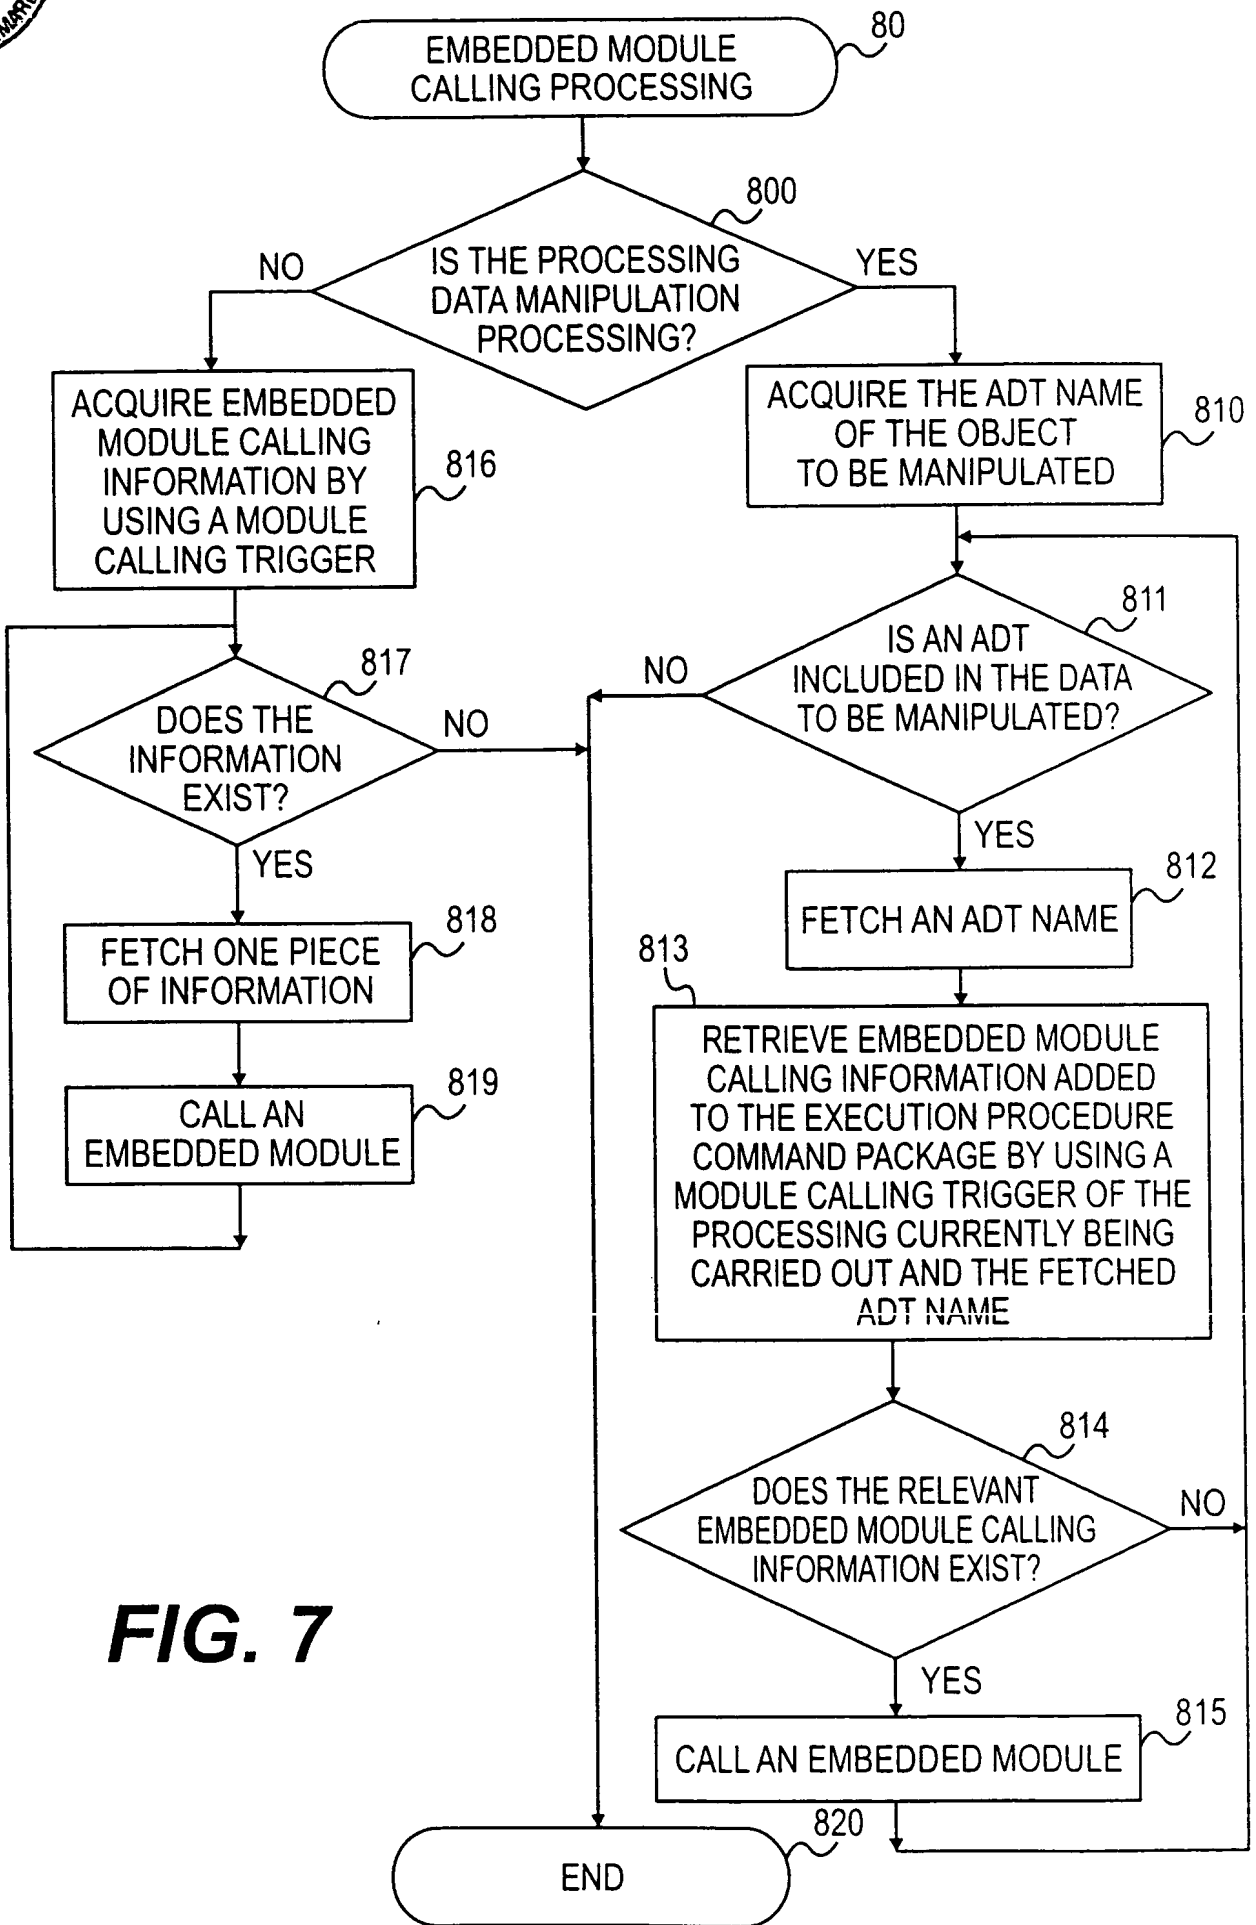 EMBEDDED MODULE
CALLING PROCESSING
80
800
IS THE PROCESSING
DATA MANIPULATION
PROCESSING?
NO
YES
ACQUIRE EMBEDDED
MODULE CALLING
INFORMATION BY
USING A MODULE
CALLING TRIGGER
816
ACQUIRE THE ADT NAME
OF THE OBJECT
TO BE MANIPULATED
810
817
DOES THE
INFORMATION
EXIST?
NO
YES
811
IS AN ADT
INCLUDED IN THE DATA
TO BE MANIPULATED?
NO
YES
818
FETCH ONE PIECE
OF INFORMATION
819
CALL AN
EMBEDDED MODULE
812
FETCH AN ADT NAME
813
RETRIEVE EMBEDDED MODULE
CALLING INFORMATION ADDED
TO THE EXECUTION PROCEDURE
COMMAND PACKAGE BY USING A
MODULE CALLING TRIGGER OF THE
PROCESSING CURRENTLY BEING
CARRIED OUT AND THE FETCHED
ADT NAME
814
DOES THE RELEVANT
EMBEDDED MODULE CALLING
INFORMATION EXIST?
NO
YES
815
CALL AN EMBEDDED MODULE
820
END
FIG. 7